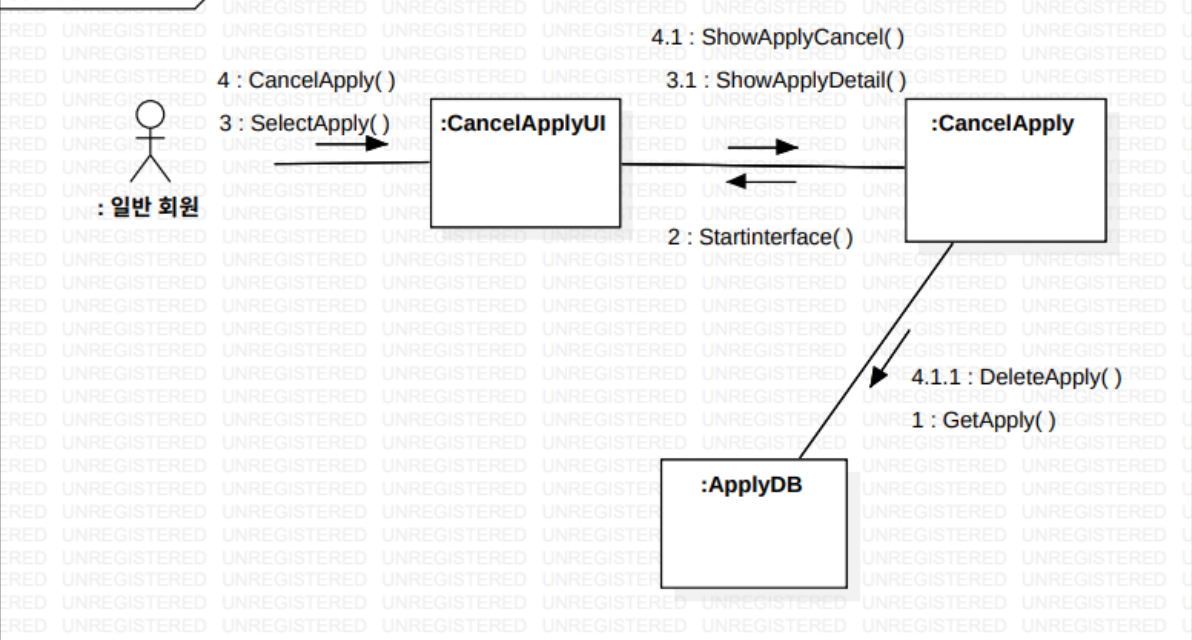 4.1 : ShowApplyCancel( )
4 : CancelApply( )
3.1 : ShowApplyDetail( )
3 : SelectApply( )
:CancelApplyUI
:CancelApply
: 일반 회원
2 : Startinterface( )
4.1.1 : DeleteApply( )
1 : GetApply( )
:ApplyDB
UNREGISTERED